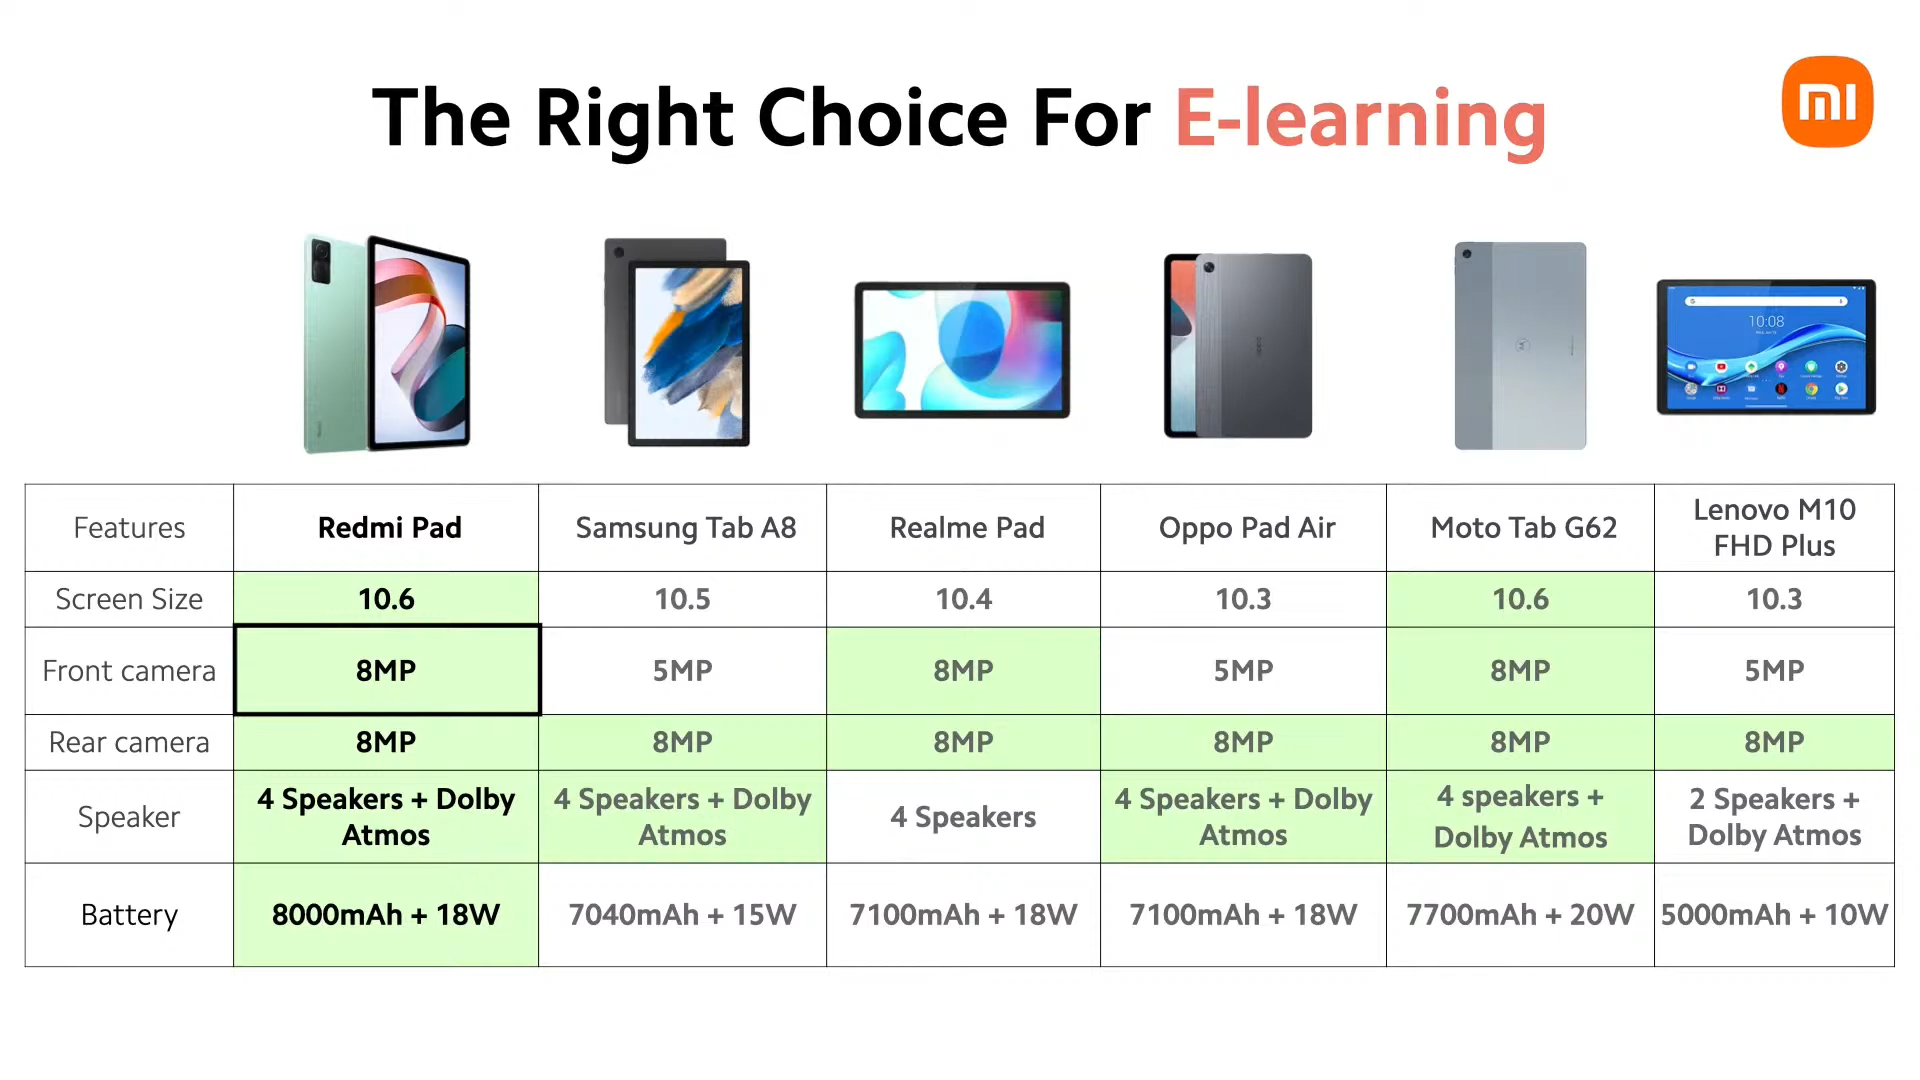 The Right Choice For E-learning
mi
10:08
Features
Redmi Pad
Samsung Tab A8
Realme Pad
Oppo Pad Air
Moto Tab G62
Lenovo M10
FHD Plus
Screen Size
10.6
10.5
10.4
10.3
10.6
10.3
Front camera
8MP
5MP
8MP
5MP
8MP
5MP
Rear camera
8MP
8MP
8MP
8MP
8MP
8MP
Speaker
4 Speakers + Dolby
Atmos
4 Speakers + Dolby
Atmos
4 Speakers
4 Speakers + Dolby
Atmos
4 speakers +
Dolby Atmos
2 Speakers +
Dolby Atmos
Battery
8000mAh + 18W
7040mAh + 15W
7100mAh + 18W
7100mAh + 18W
7700mAh + 20W
5000mAh + 10W